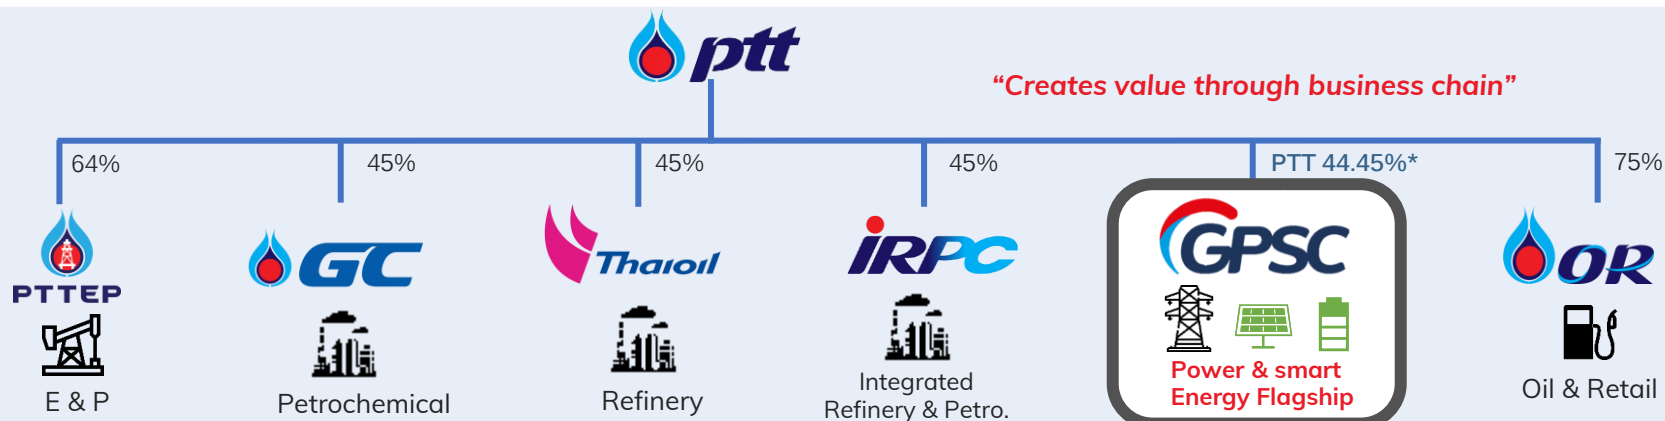 ptt
“Creates value through business chain”
64%
45%
45%
45%
PTT 44.45%*
75%
PTTEP
GC
Thaioil
IRPC
GPSC
OR
E & P
Petrochemical
Refinery
Integrated
Refinery & Petro.
Power & smart
Energy Flagship
Oil & Retail